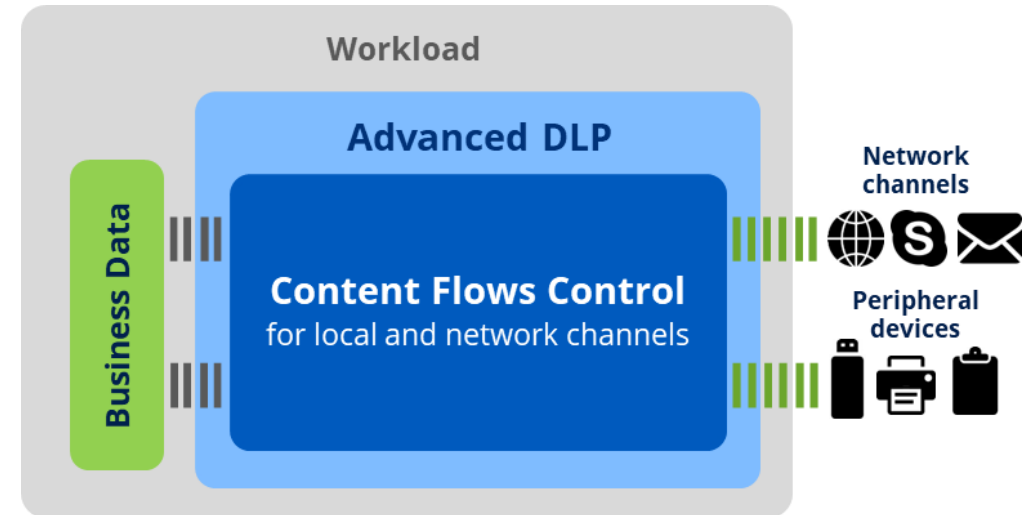 Workload
Advanced DLP
Business Data
Content Flows Control
for local and network channels
Network
channels
S
Peripheral
devices